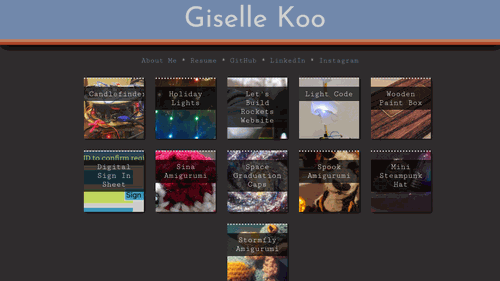 Giselle Koo
About Me * Resume * GitHub * LinkedIn * Instagram
Candlefinder
Holiday
Lights
Let's
Build
Rockets
Website
Light Code
Wooden
Paint Box
ID to confirm
Digital
Sign In
Sheet
Sign
Sina
Amigurumi
Space
Graduation
Caps
Spook
Amigurumi
Mini
Steampunk
Hat
Stormfly
Amigurumi